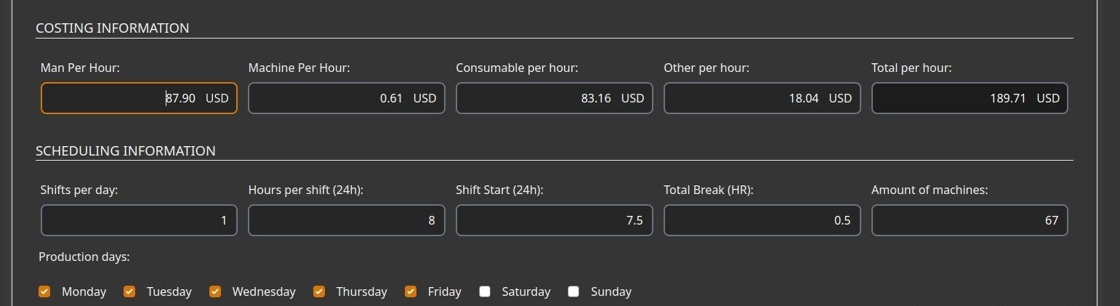 COSTING INFORMATION
Man Per Hour: Machine Per Hour: Consumable per hour: Other per hour: Total per hour:
87.90 USD 0.61 USD 83.16 USD 18.04 USD 189.71 USD
SCHEDULING INFORMATION
Shifts per day: Hours per shift (24h): Shift Start (24h): Total Break (HR): Amount of machines:
1 8 7.5 0.5 67
Production days:
Monday Tuesday Wednesday Thursday Friday Saturday Sunday